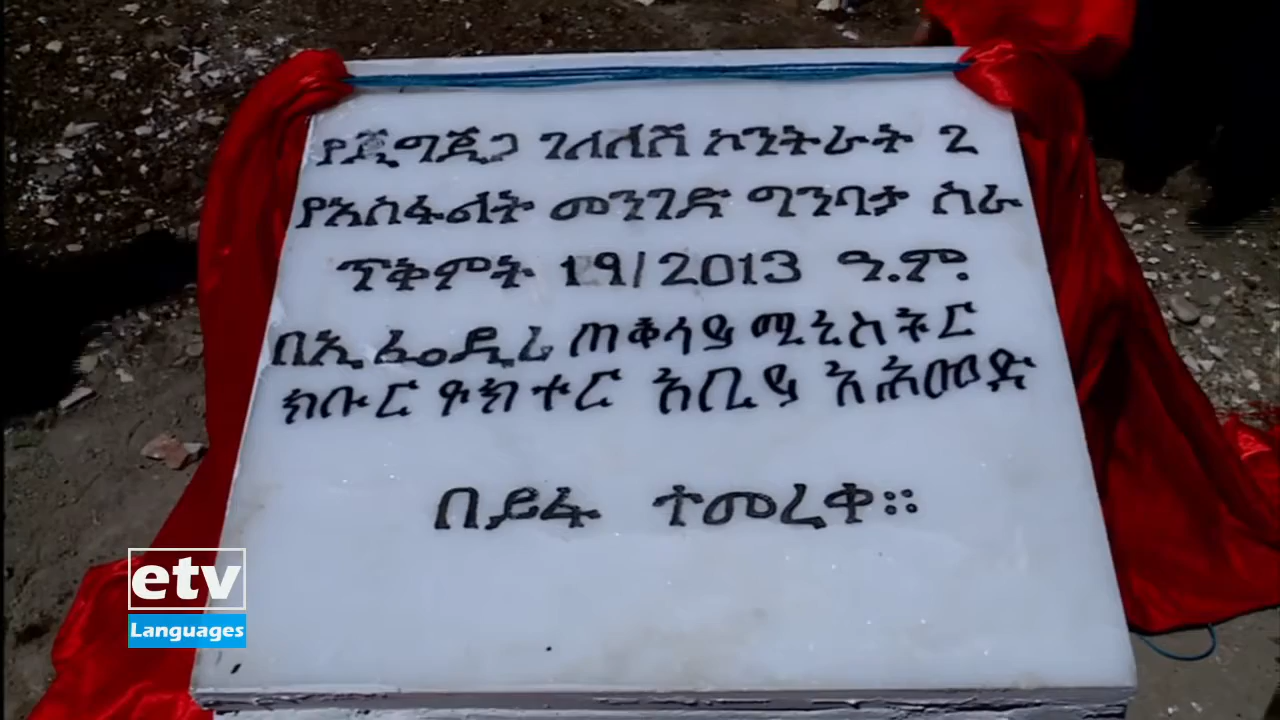 የጂግጂጋ ገለለሽ ኮንትራት 2
የአስፋልት መንገድ ግንባታ ስራ
ጥቅምት 19/2013 ዓ.ም.
በኢፌዴሪ ጠቅላይ ሚኒስትር
ክቡር ዶክተር አቢይ አሕመድ
በይፋ ተመረቀ።
etv
Languages